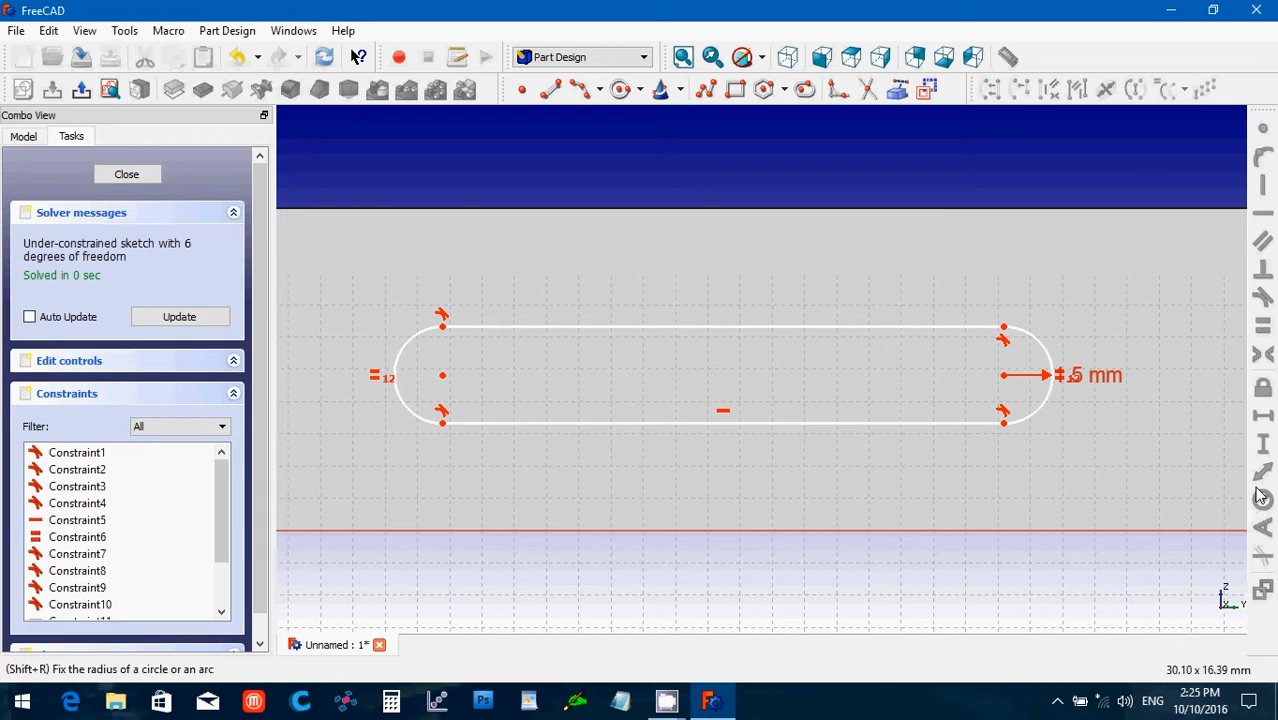 FreeCAD
File Edit View Tools Macro Part Design Windows Help
Part Design
Combo View
Model Tasks
Close
Solver messages
Under-constrained sketch with 6
degrees of freedom
Solved in 0 sec
Auto Update Update
Edit controls
Constraints
Filter: All
Constraint1
Constraint2
Constraint3
Constraint4
Constraint5
Constraint6
Constraint7
Constraint8
Constraint9
Constraint10
12
5 mm
Z
X Y
Unnamed : 1*
(Shift+R) Fix the radius of a circle or an arc
30.10 x 16.39 mm
Ps
ENG
2:25 PM
10/10/2016